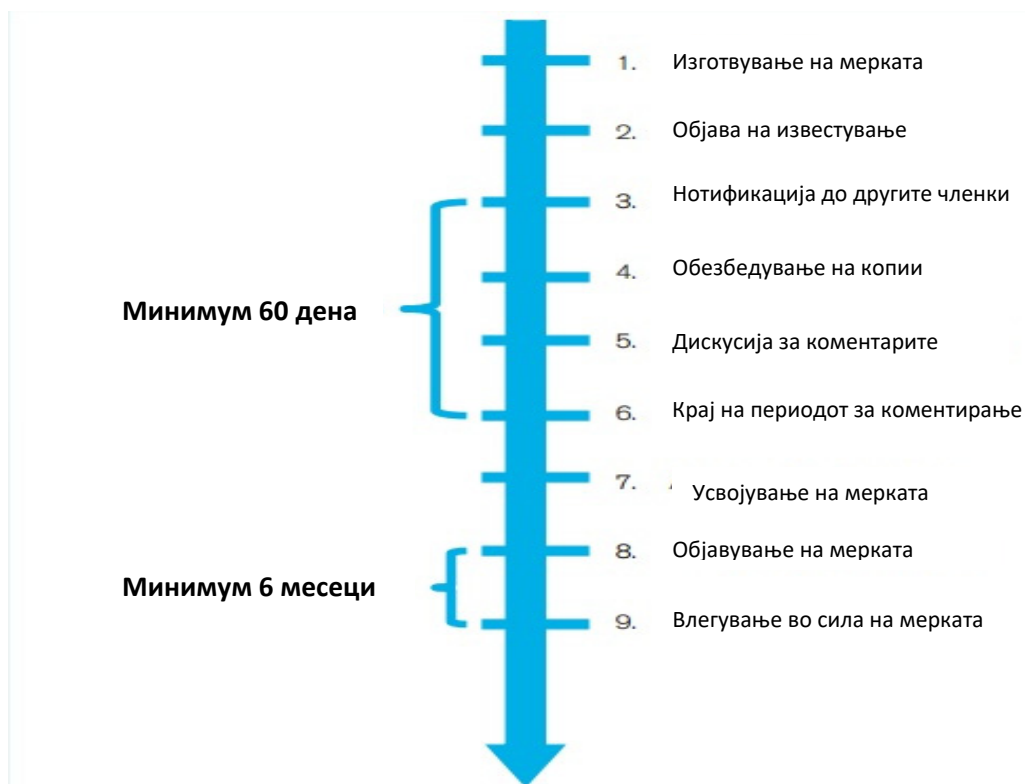 1. Изготвување на мерката
2. Објава на известување
3. Нотификација до другите членки
4. Обезбедување на копии
Минимум 60 дена
5. Дискусија за коментарите
6. Крај на периодот за коментирање
7. Усвојување на мерката
8. Објавување на мерката
Минимум 6 месеци
9. Влегување во сила на мерката